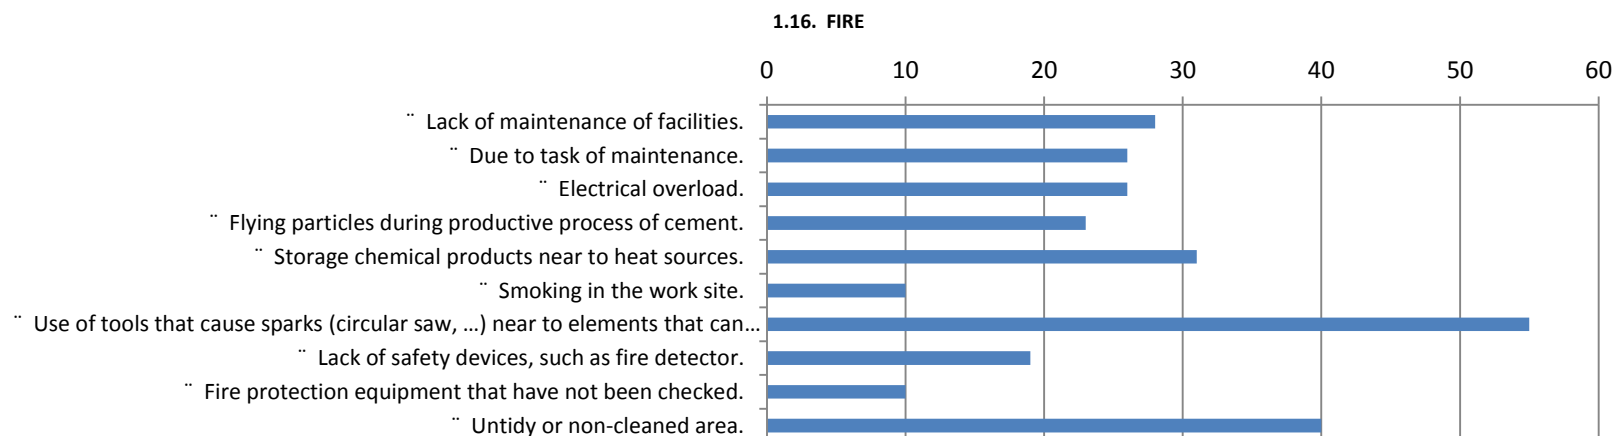 1.16. FIRE
0 10 20 30 40 50 60
¨ Lack of maintenance of facilities.
¨ Due to task of maintenance.
¨ Electrical overload.
¨ Flying particles during productive process of cement.
¨ Storage chemical products near to heat sources.
¨ Smoking in the work site.
¨ Use of tools that cause sparks (circular saw, …) near to elements that can…
¨ Lack of safety devices, such as fire detector.
¨ Fire protection equipment that have not been checked.
¨ Untidy or non-cleaned area.